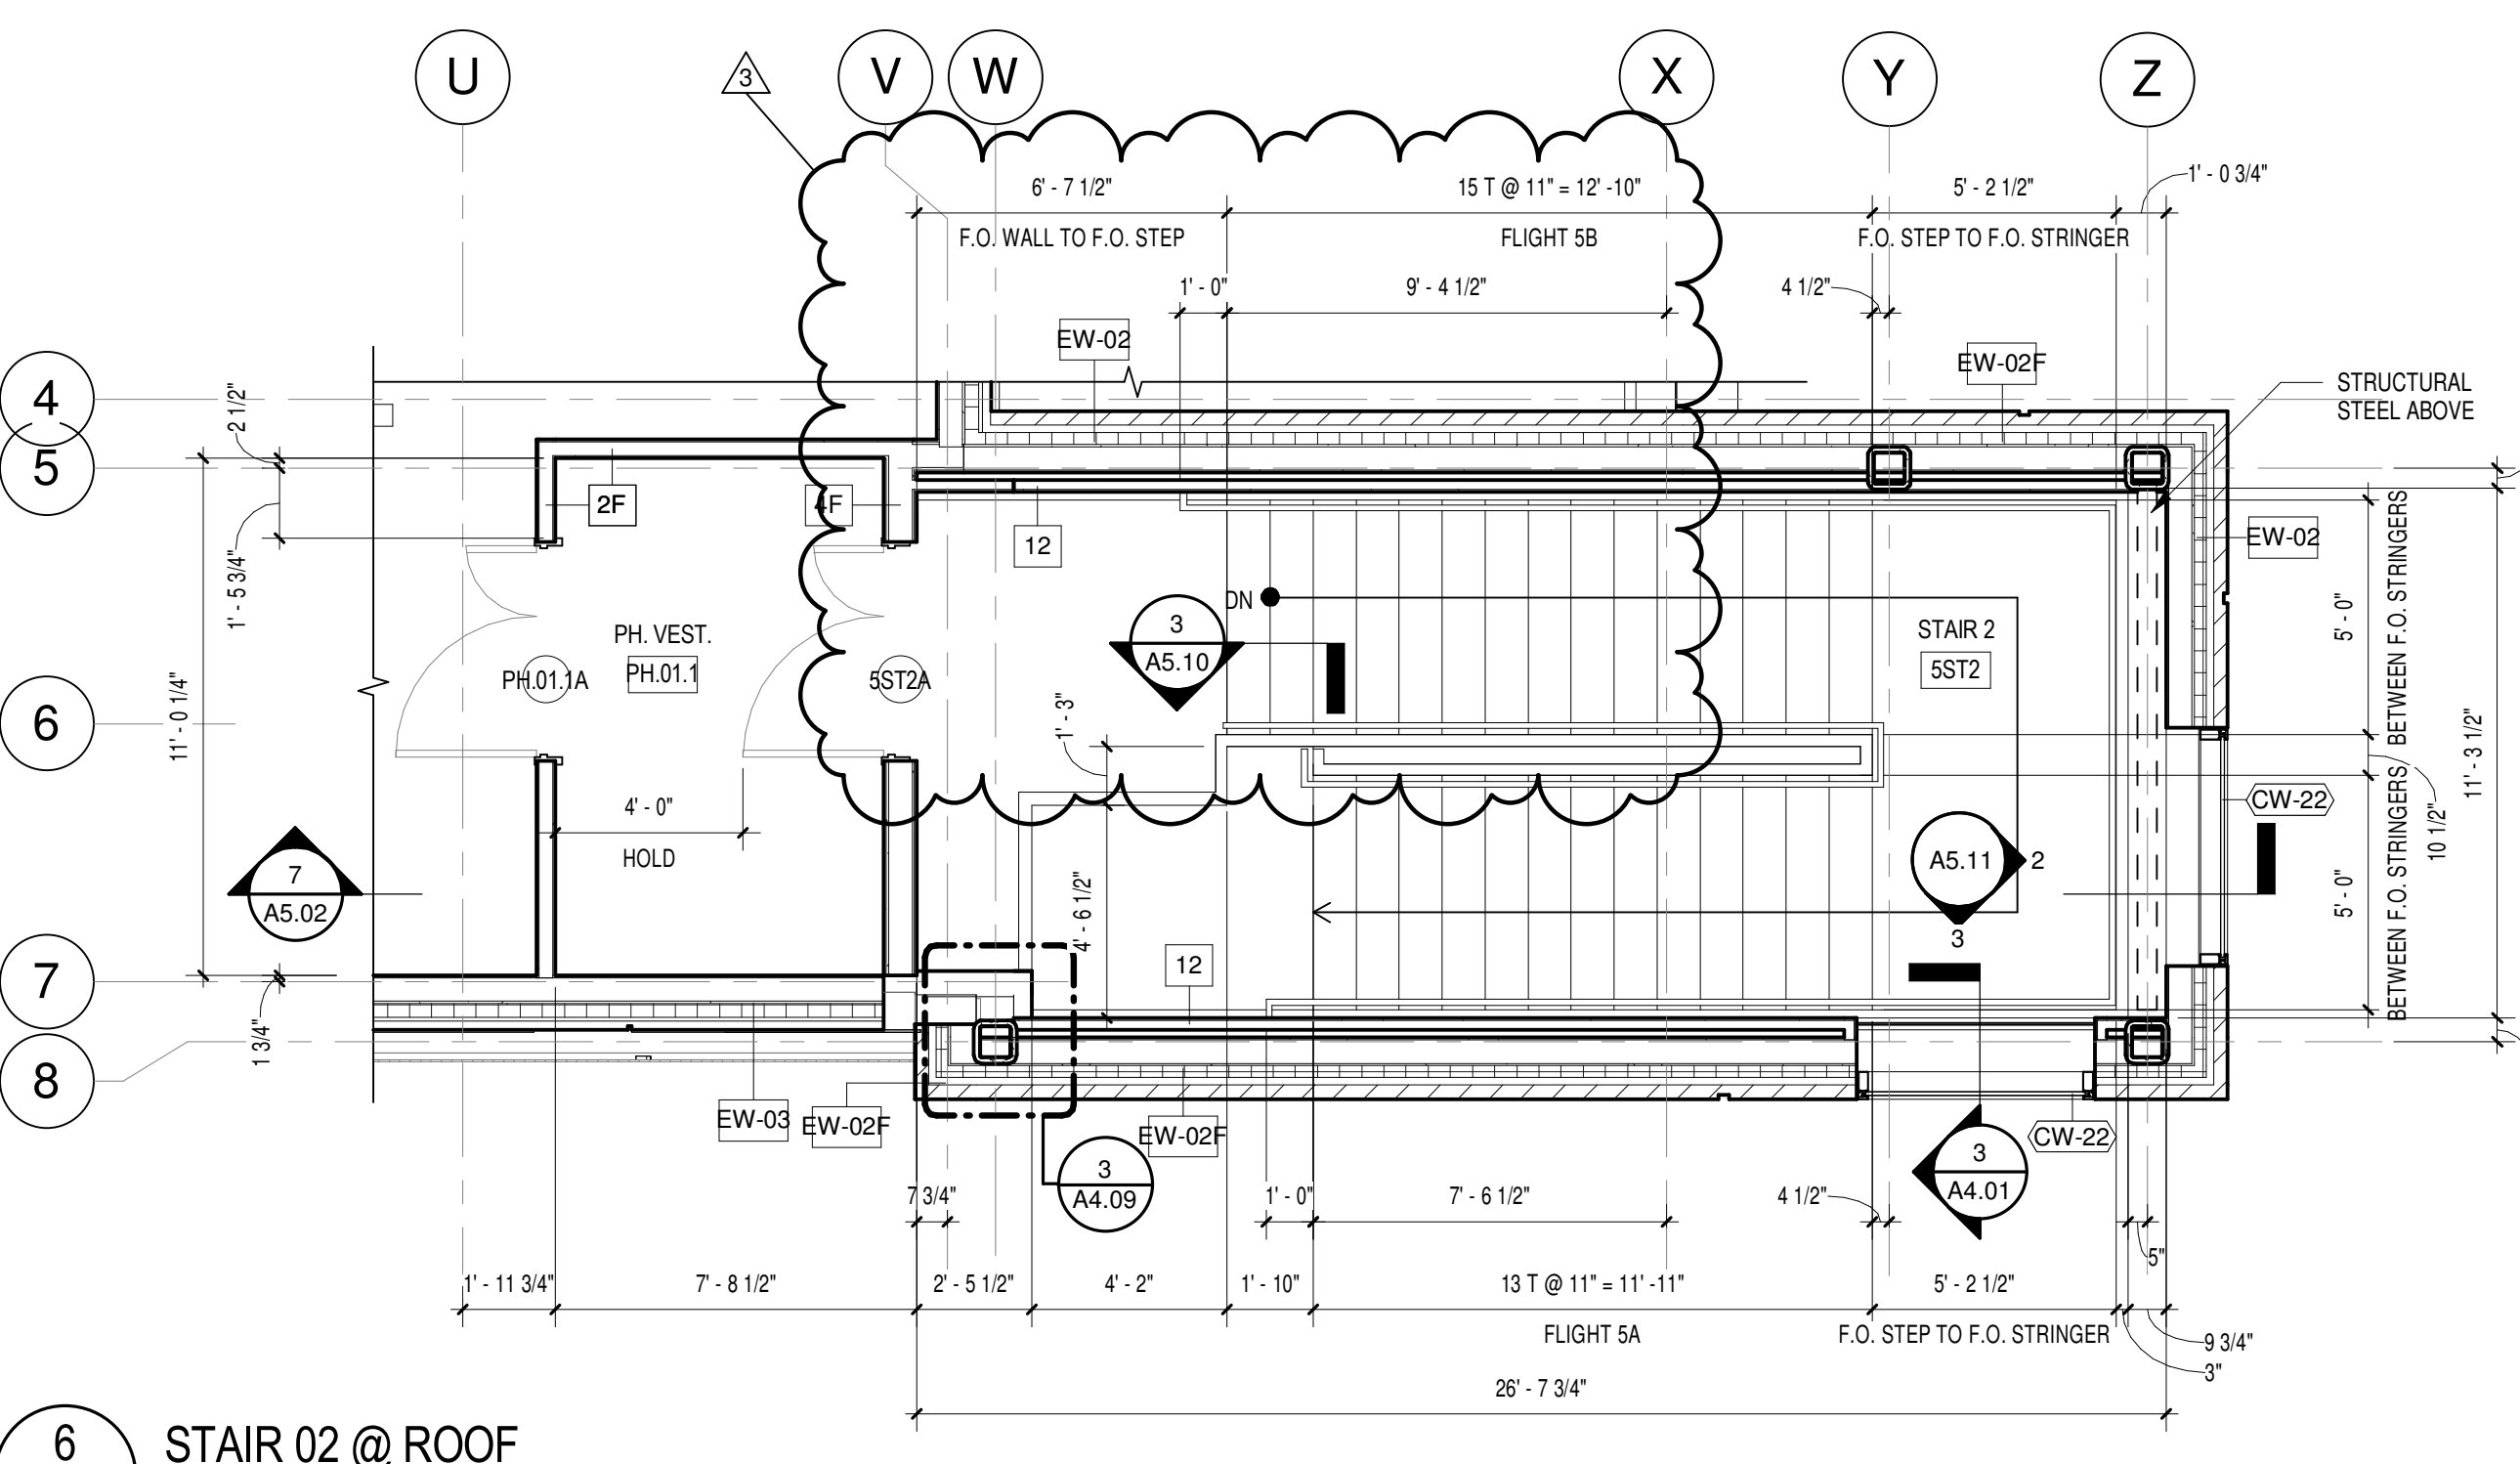 U
3
V
W
X
Y
Z
6' - 7 1/2"
15 T @ 11" = 12' -10"
5' - 2 1/2"
1' - 0 3/4"
F.O. WALL TO F.O. STEP
FLIGHT 5B
F.O. STEP TO F.O. STRINGER
1' - 0"
9' - 4 1/2"
4 1/2"
EW-02
EW-02F
STRUCTURAL
STEEL ABOVE
4
5
2 1/2"
2F
4F
12
EW-02
1' - 5 3/4"
DN
3
A5.10
STAIR 2
5ST2
PH. VEST.
PH.01.1
PH.01.1A
5ST2A
5' - 0"
BETWEEN F.O. STRINGERS
6
11' - 0 1/4"
1' - 3"
11' - 3 1/2"
10 1/2"
CW-22
4' - 0"
HOLD
7
A5.02
A5.11
2
3
4' - 6 1/2"
5' - 0"
BETWEEN F.O. STRINGERS
12
7
8
1 3/4"
EW-03
EW-02F
EW-02F
CW-22
3
A4.09
3
A4.01
7 3/4"
1' - 0"
7' - 6 1/2"
4 1/2"
5"
1' - 11 3/4"
7' - 8 1/2"
2' - 5 1/2"
4' - 2"
1' - 10"
13 T @ 11" = 11' -11"
5' - 2 1/2"
FLIGHT 5A
F.O. STEP TO F.O. STRINGER
9 3/4"
3"
26' - 7 3/4"
6
STAIR 02 @ ROOF